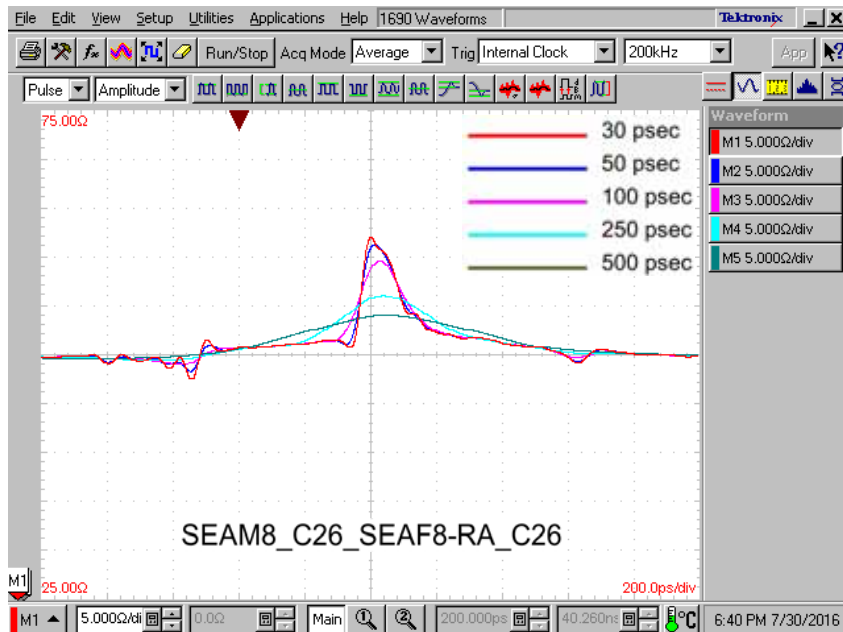 File Edit View Setup Utilities Applications Help 1690 Waveforms Tektronix
Run/Stop Acq Mode Average Trig Internal Clock 200kHz App
Pulse Amplitude
75.00Ω
30 psec
50 psec
100 psec
250 psec
500 psec
Waveform
M1 5.000Ω/div
M2 5.000Ω/div
M3 5.000Ω/div
M4 5.000Ω/div
M5 5.000Ω/div
SEAM8_C26_SEAF8-RA_C26
M1
25.00Ω 200.0ps/div
M1 5.000Ω/di 0.0Ω Main 1 2 200.000ps 40.260ns °C 6:40 PM 7/30/2016